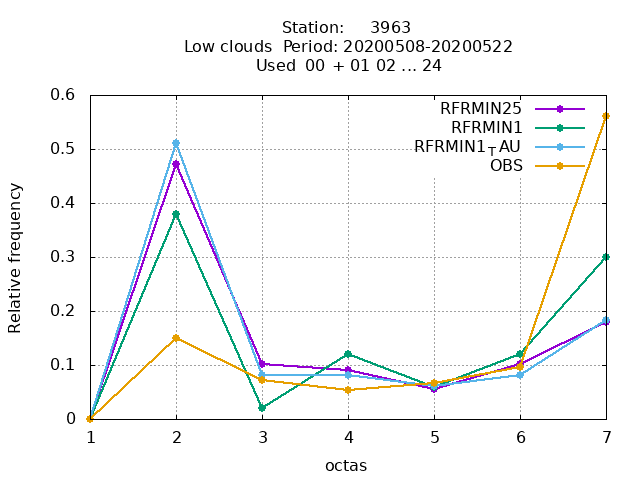 Station: 3963
Low clouds Period: 20200508-20200522
Used 00 + 01 02 ... 24
0.6
0.5
0.4
0.3
0.2
0.1
0
Relative frequency
RFRMIN25
RFRMIN1
RFRMIN1_TAU
OBS
1 2 3 4 5 6 7
octas